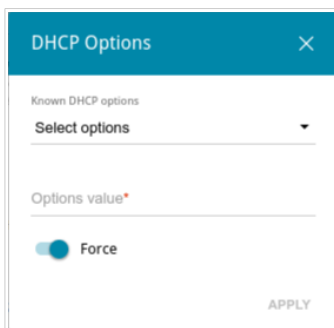 DHCP Options
Known DHCP options
Select options
Options value*
Force
APPLY